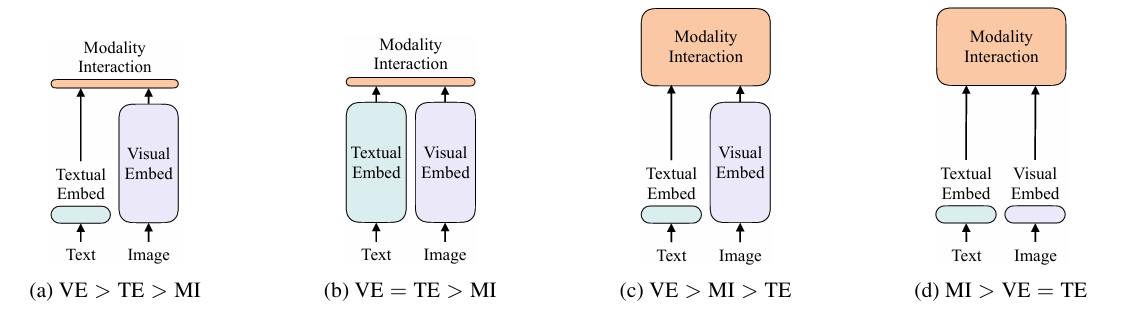 Modality
Interaction
Textual
Embed
Visual
Embed
Text
Image
(a) VE > TE > MI
Modality
Interaction
Textual
Embed
Visual
Embed
Text
Image
(b) VE = TE > MI
Modality
Interaction
Textual
Embed
Visual
Embed
Text
Image
(c) VE > MI > TE
Modality
Interaction
Textual
Embed
Visual
Embed
Text
Image
(d) MI > VE = TE